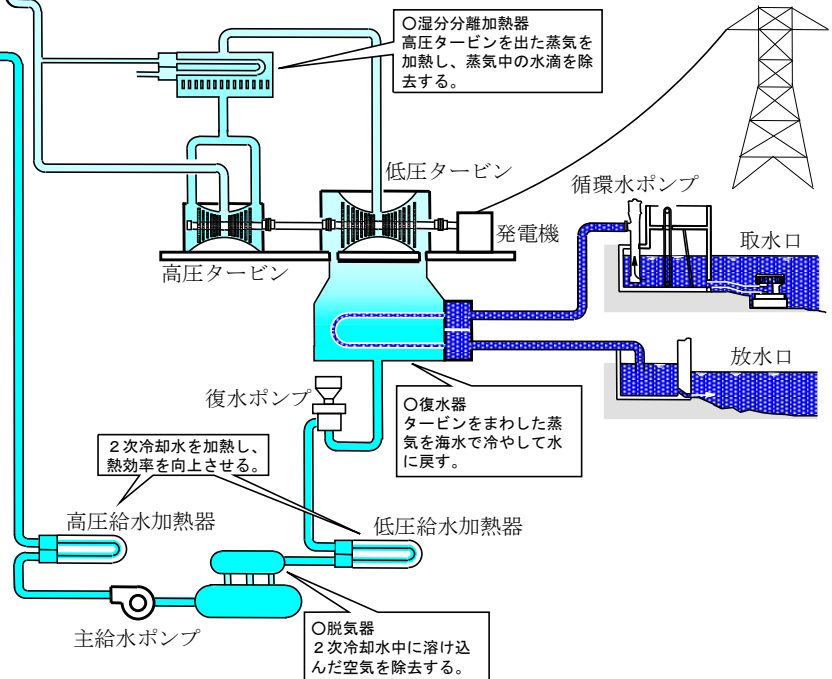 ○湿分分離加熱器
高圧タービンを出た蒸気を
加熱し、蒸気中の水滴を除
去する。
低圧タービン
循環水ポンプ
発電機
取水口
高圧タービン
放水口
復水ポンプ
○復水器
タービンをまわした蒸
気を海水で冷やして水
に戻す。
２次冷却水を加熱し、
熱効率を向上させる。
高圧給水加熱器
低圧給水加熱器
主給水ポンプ
○脱気器
２次冷却水中に溶け込
んだ空気を除去する。